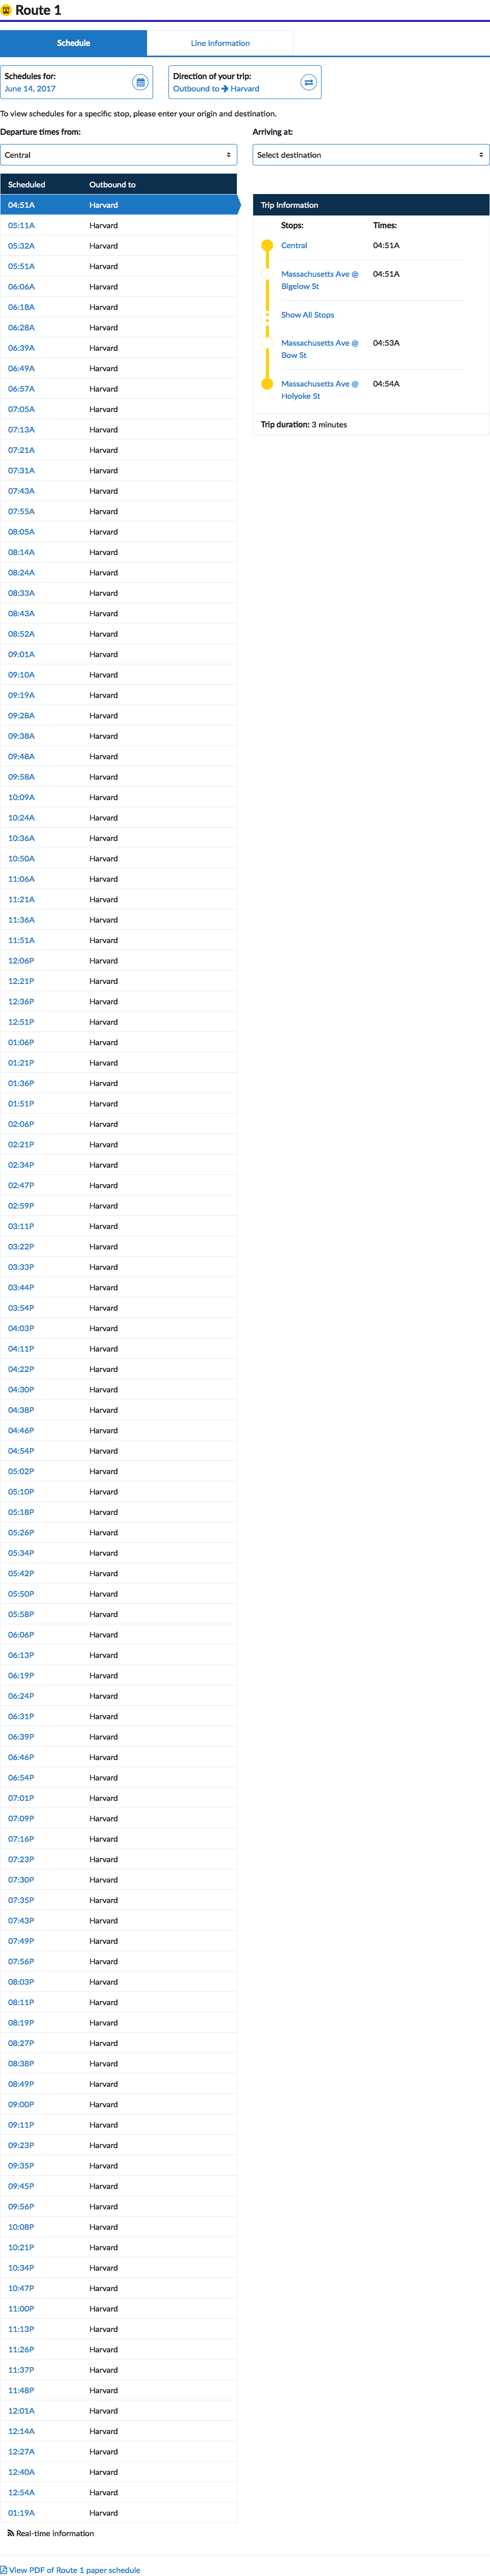 Route 1
Schedule
Line Information
Schedules for:
June 14, 2017
Direction of your trip:
Outbound to → Harvard
To view schedules for a specific stop, please enter your origin and destination.
Departure times from:
Central
Arriving at:
Select destination
Scheduled Outbound to
04:51A Harvard
05:11A Harvard
05:32A Harvard
05:51A Harvard
06:06A Harvard
06:18A Harvard
06:28A Harvard
06:39A Harvard
06:49A Harvard
06:57A Harvard
07:05A Harvard
07:13A Harvard
07:21A Harvard
07:31A Harvard
07:43A Harvard
07:55A Harvard
08:05A Harvard
08:14A Harvard
08:24A Harvard
08:33A Harvard
08:43A Harvard
08:52A Harvard
09:01A Harvard
09:10A Harvard
09:19A Harvard
09:28A Harvard
09:38A Harvard
09:48A Harvard
09:58A Harvard
10:09A Harvard
10:24A Harvard
10:36A Harvard
10:50A Harvard
11:06A Harvard
11:21A Harvard
11:36A Harvard
11:51A Harvard
12:06P Harvard
12:21P Harvard
12:36P Harvard
12:51P Harvard
01:06P Harvard
01:21P Harvard
01:36P Harvard
01:51P Harvard
02:06P Harvard
02:21P Harvard
02:34P Harvard
02:47P Harvard
02:59P Harvard
03:11P Harvard
03:22P Harvard
03:33P Harvard
03:44P Harvard
03:54P Harvard
04:03P Harvard
04:11P Harvard
04:22P Harvard
04:30P Harvard
04:38P Harvard
04:46P Harvard
04:54P Harvard
05:02P Harvard
05:10P Harvard
05:18P Harvard
05:26P Harvard
05:34P Harvard
05:42P Harvard
05:50P Harvard
05:58P Harvard
06:06P Harvard
06:13P Harvard
06:19P Harvard
06:24P Harvard
06:31P Harvard
06:39P Harvard
06:46P Harvard
06:54P Harvard
07:01P Harvard
07:09P Harvard
07:16P Harvard
07:23P Harvard
07:30P Harvard
07:35P Harvard
07:43P Harvard
07:49P Harvard
07:56P Harvard
08:03P Harvard
08:11P Harvard
08:19P Harvard
08:27P Harvard
08:38P Harvard
08:49P Harvard
09:00P Harvard
09:11P Harvard
09:23P Harvard
09:35P Harvard
09:45P Harvard
09:56P Harvard
10:08P Harvard
10:21P Harvard
10:34P Harvard
10:47P Harvard
11:00P Harvard
11:13P Harvard
11:26P Harvard
11:37P Harvard
11:48P Harvard
12:01A Harvard
12:14A Harvard
12:27A Harvard
12:40A Harvard
12:54A Harvard
01:19A Harvard
Real-time information
Trip Information
Stops: Times:
Central 04:51A
Massachusetts Ave @ 04:51A
Bigelow St
Show All Stops
Massachusetts Ave @ 04:53A
Bow St
Massachusetts Ave @ 04:54A
Holyoke St
Trip duration: 3 minutes
View PDF of Route 1 paper schedule